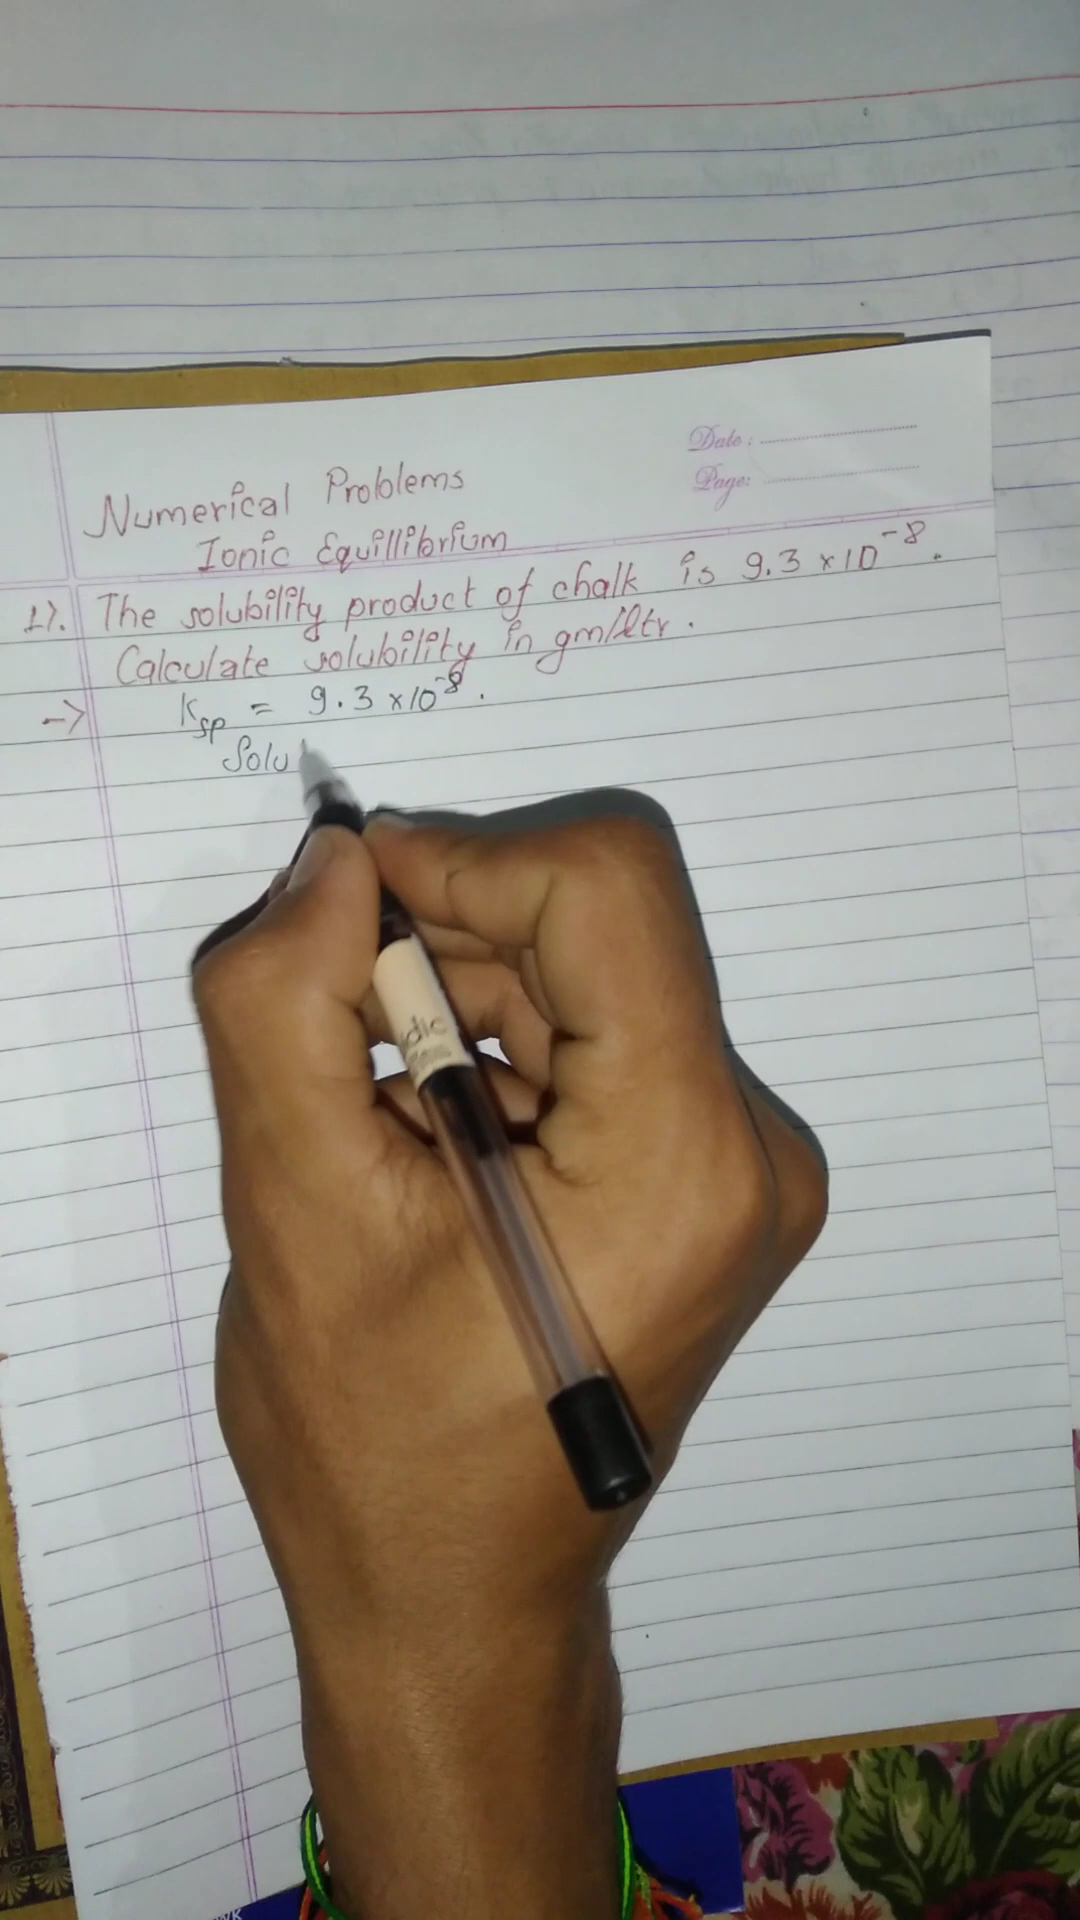 Date:
Page:
Numerical Problems
Ionic Equillibrium
1). The solubility product of chalk is 9.3 x 10⁻⁸.
Calculate solubility in gm/ltr.
-> Ksp = 9.3 x 10⁻⁸.
Solu